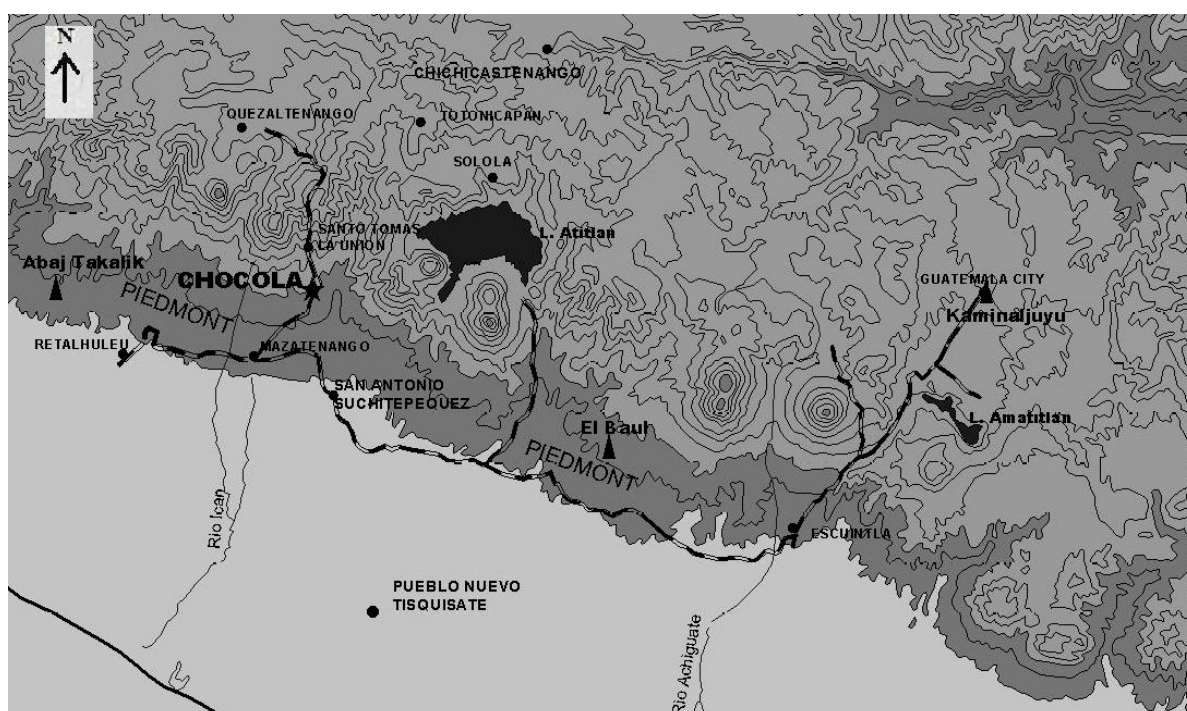 N
CHICHICASTENANGO
QUEZALTENANGO
TOTONICAPAN
SOLOLA
SANTO TOMAS
LA UNION
L. Atitlan
Abaj Takalik
CHOCOLA
PIEDMONT
GUATEMALA CITY
Kaminaljuyu
RETALHULEU
MAZATENANGO
SAN ANTONIO
SUCHITEPEQUEZ
L. Amatitlan
El Baul
PIEDMONT
Rio Ican
ESCUINTLA
PUEBLO NUEVO
TISQUISATE
Rio Achiguate